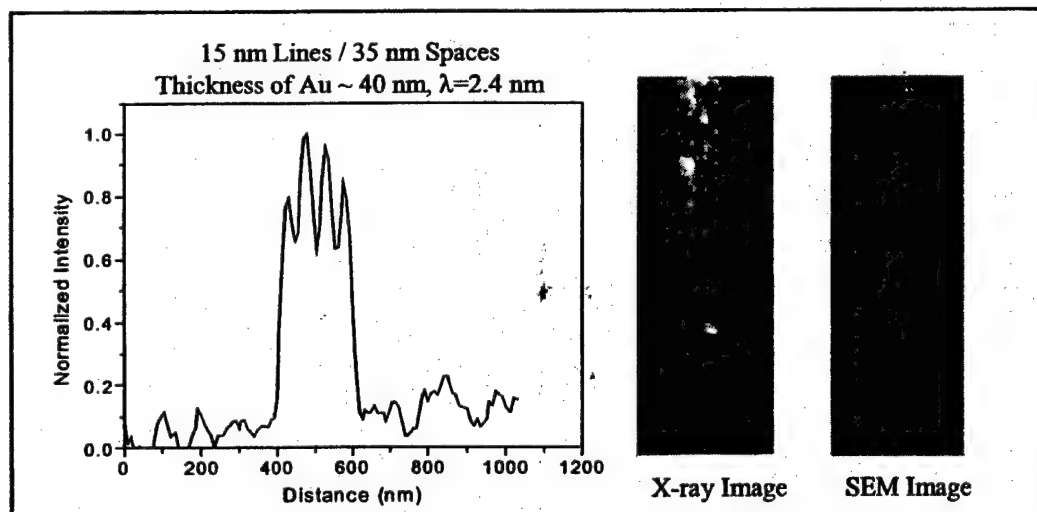 15 nm Lines / 35 nm Spaces
Thickness of Au ~ 40 nm, λ=2.4 nm
1.0
0.8
0.6
0.4
0.2
0.0
Normalized Intensity
0 200 400 600 800 1000 1200
Distance (nm)
X-ray Image
SEM Image